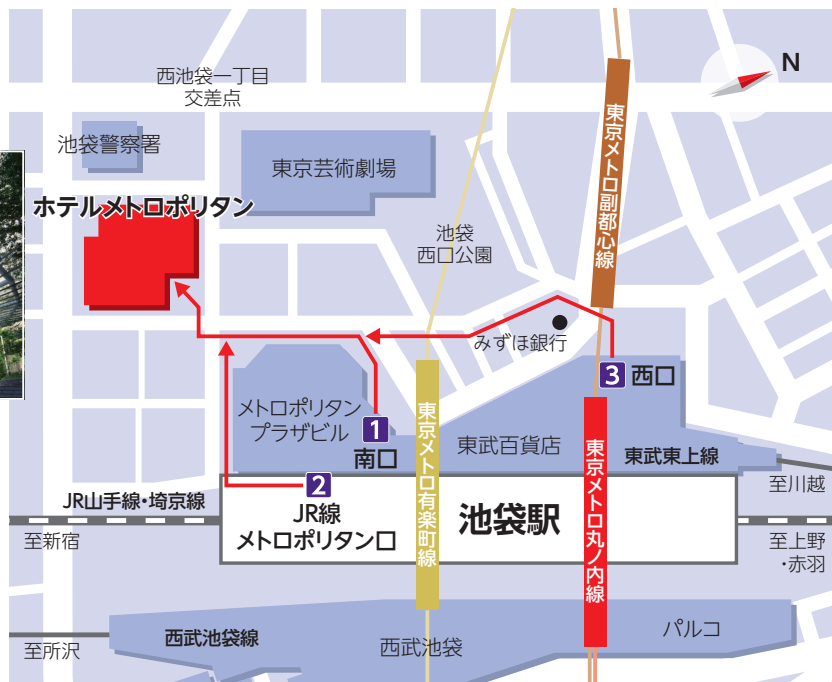 N
西池袋一丁目
交差点
池袋警察署
東京芸術劇場
ホテルメトロポリタン
東京メトロ副都心線
池袋
西口公園
みずほ銀行
3 西口
メトロポリタン
プラザビル
1
南口
東京メトロ有楽町線
東武百貨店
東京メトロ丸ノ内線
東武東上線
至川越
2
JR線
メトロポリタン口
池袋駅
JR山手線・埼京線
至新宿
至上野
・赤羽
西武池袋線
至所沢
西武池袋
パルコ